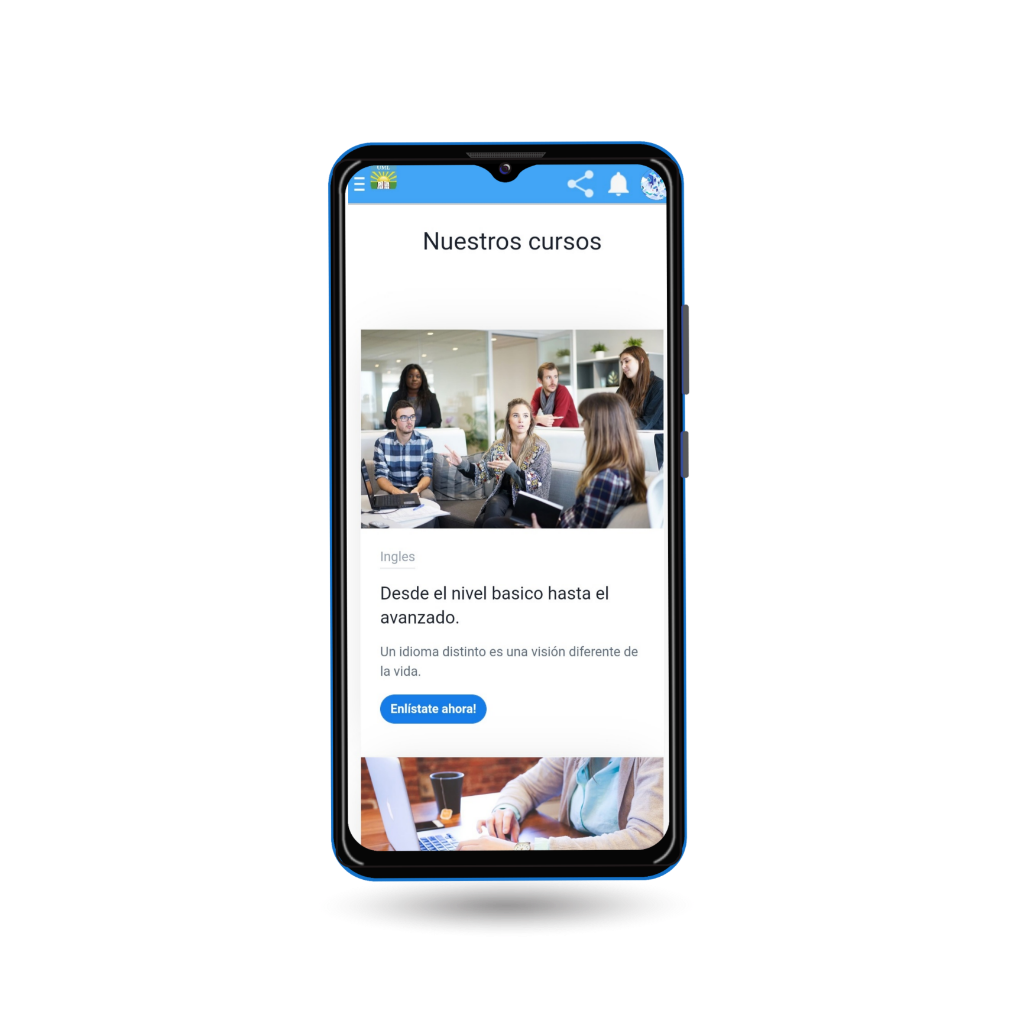 Nuestros cursos
Ingles
Desde el nivel basico hasta el
avanzado.
Un idioma distinto es una visión diferente de
la vida.
Enlístate ahora!